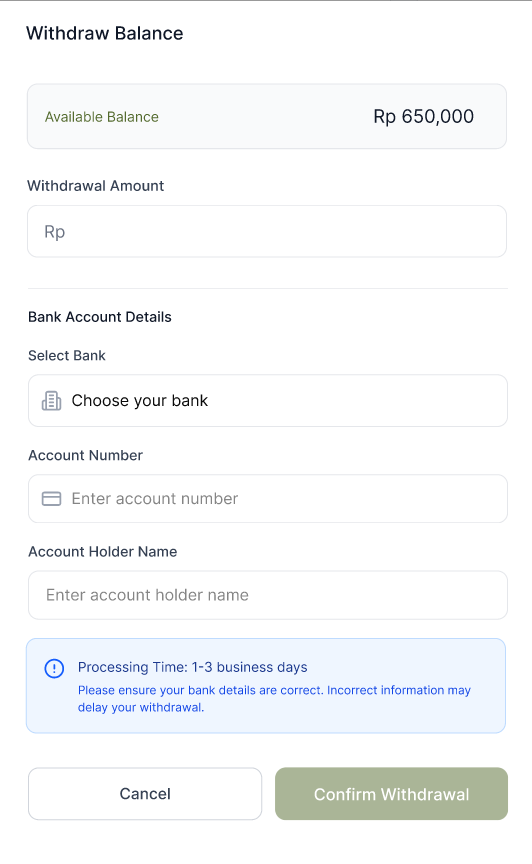 Withdraw Balance
Available Balance
Rp 650,000
Withdrawal Amount
Rp
Bank Account Details
Select Bank
Choose your bank
Account Number
Enter account number
Account Holder Name
Enter account holder name
Processing Time: 1-3 business days
Please ensure your bank details are correct. Incorrect information may
delay your withdrawal.
Cancel
Confirm Withdrawal